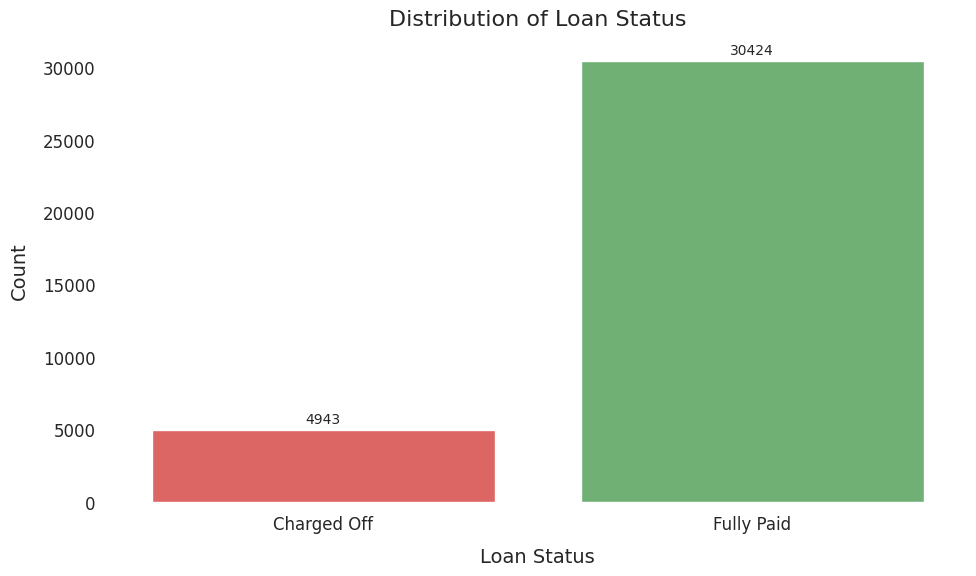 Distribution of Loan Status
Count
30000
25000
20000
15000
10000
5000
0
4943
30424
Charged Off
Fully Paid
Loan Status